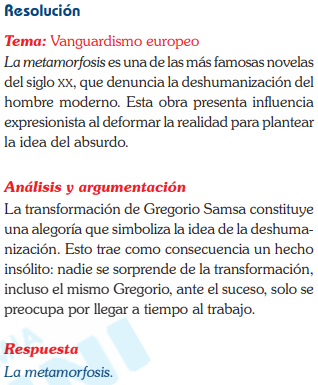 Resolución
Tema: Vanguardismo europeo
La metamorfosis es una de las más famosas novelas
del siglo XX, que denuncia la deshumanización del
hombre moderno. Esta obra presenta influencia
expresionista al deformar la realidad para plantear
la idea del absurdo.
Análisis y argumentación
La transformación de Gregorio Samsa constituye
una alegoría que simboliza la idea de la deshuma-
nización. Esto trae como consecuencia un hecho
insólito: nadie se sorprende de la transformación,
incluso el mismo Gregorio, ante el suceso, solo se
preocupa por llegar a tiempo al trabajo.
Respuesta
La metamorfosis.